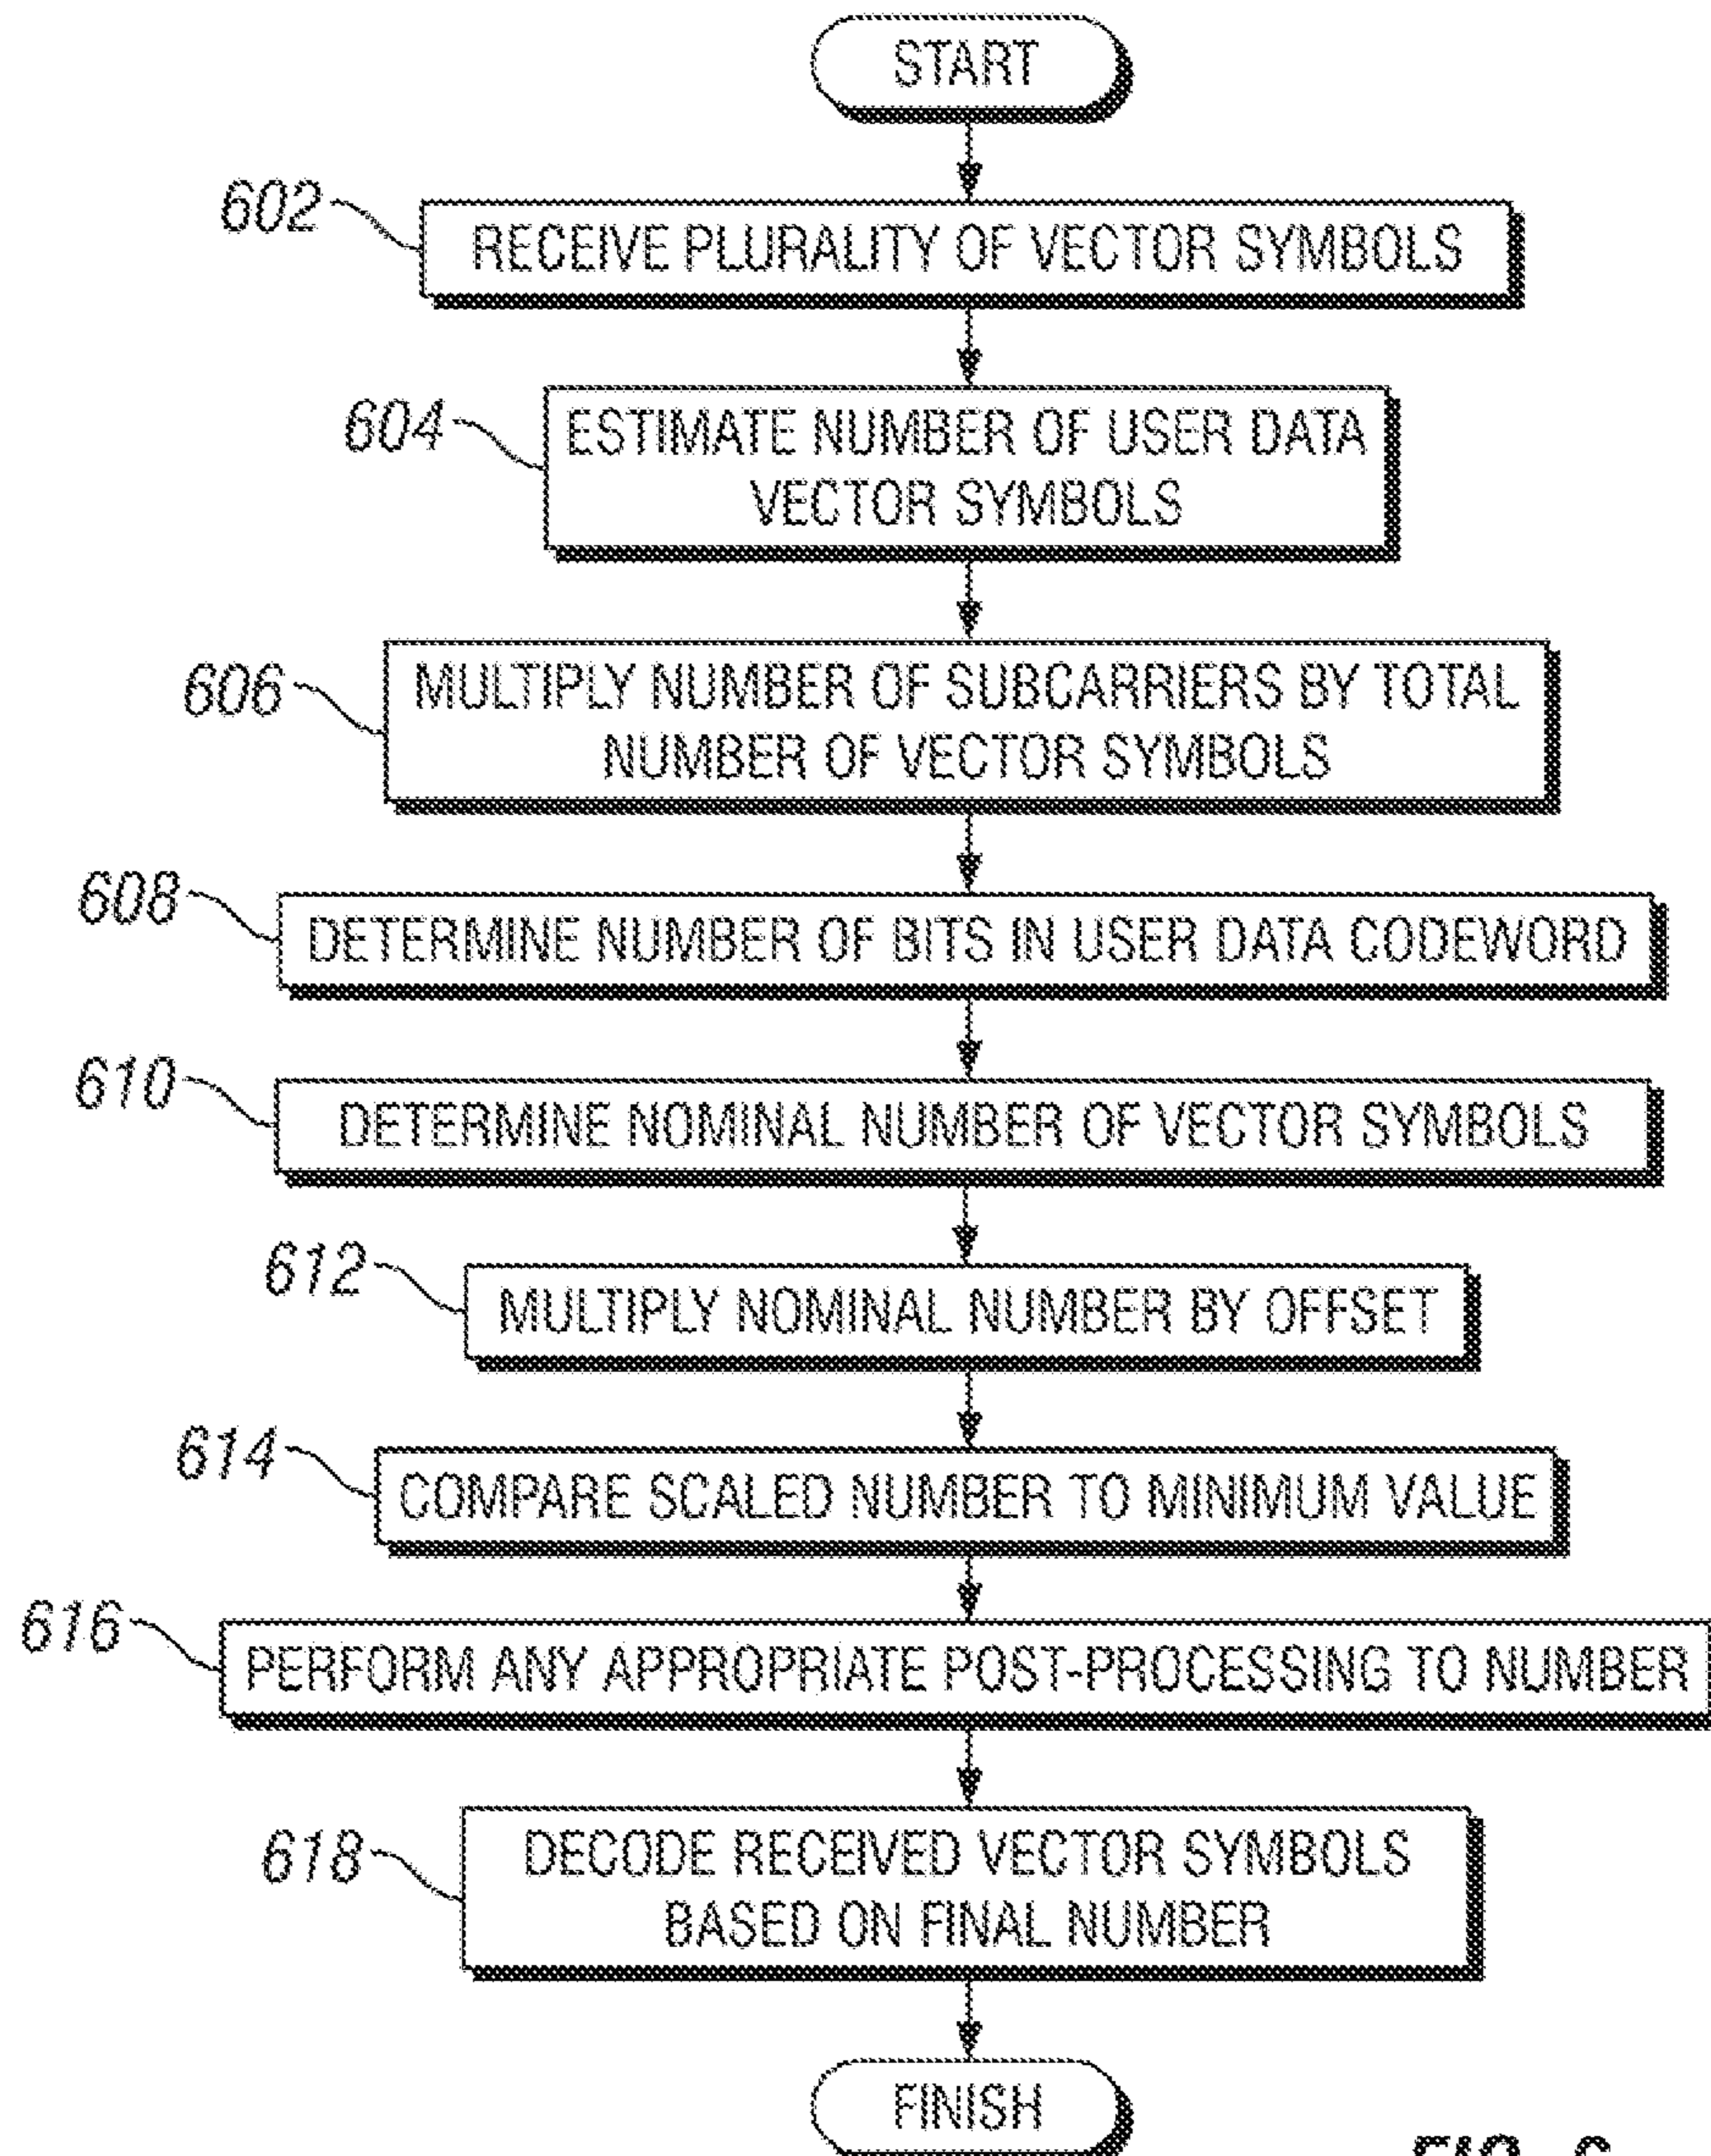 START
602
RECEIVE PLURALITY OF VECTOR SYMBOLS
604
ESTIMATE NUMBER OF USER DATA
VECTOR SYMBOLS
606
MULTIPLY NUMBER OF SUBCARRIERS BY TOTAL
NUMBER OF VECTOR SYMBOLS
608
DETERMINE NUMBER OF BITS IN USER DATA CODEWORD
610
DETERMINE NOMINAL NUMBER OF VECTOR SYMBOLS
612
MULTIPLY NOMINAL NUMBER BY OFFSET
614
COMPARE SCALED NUMBER TO MINIMUM VALUE
616
PERFORM ANY APPROPRIATE POST-PROCESSING TO NUMBER
618
DECODE RECEIVED VECTOR SYMBOLS
BASED ON FINAL NUMBER
FINISH